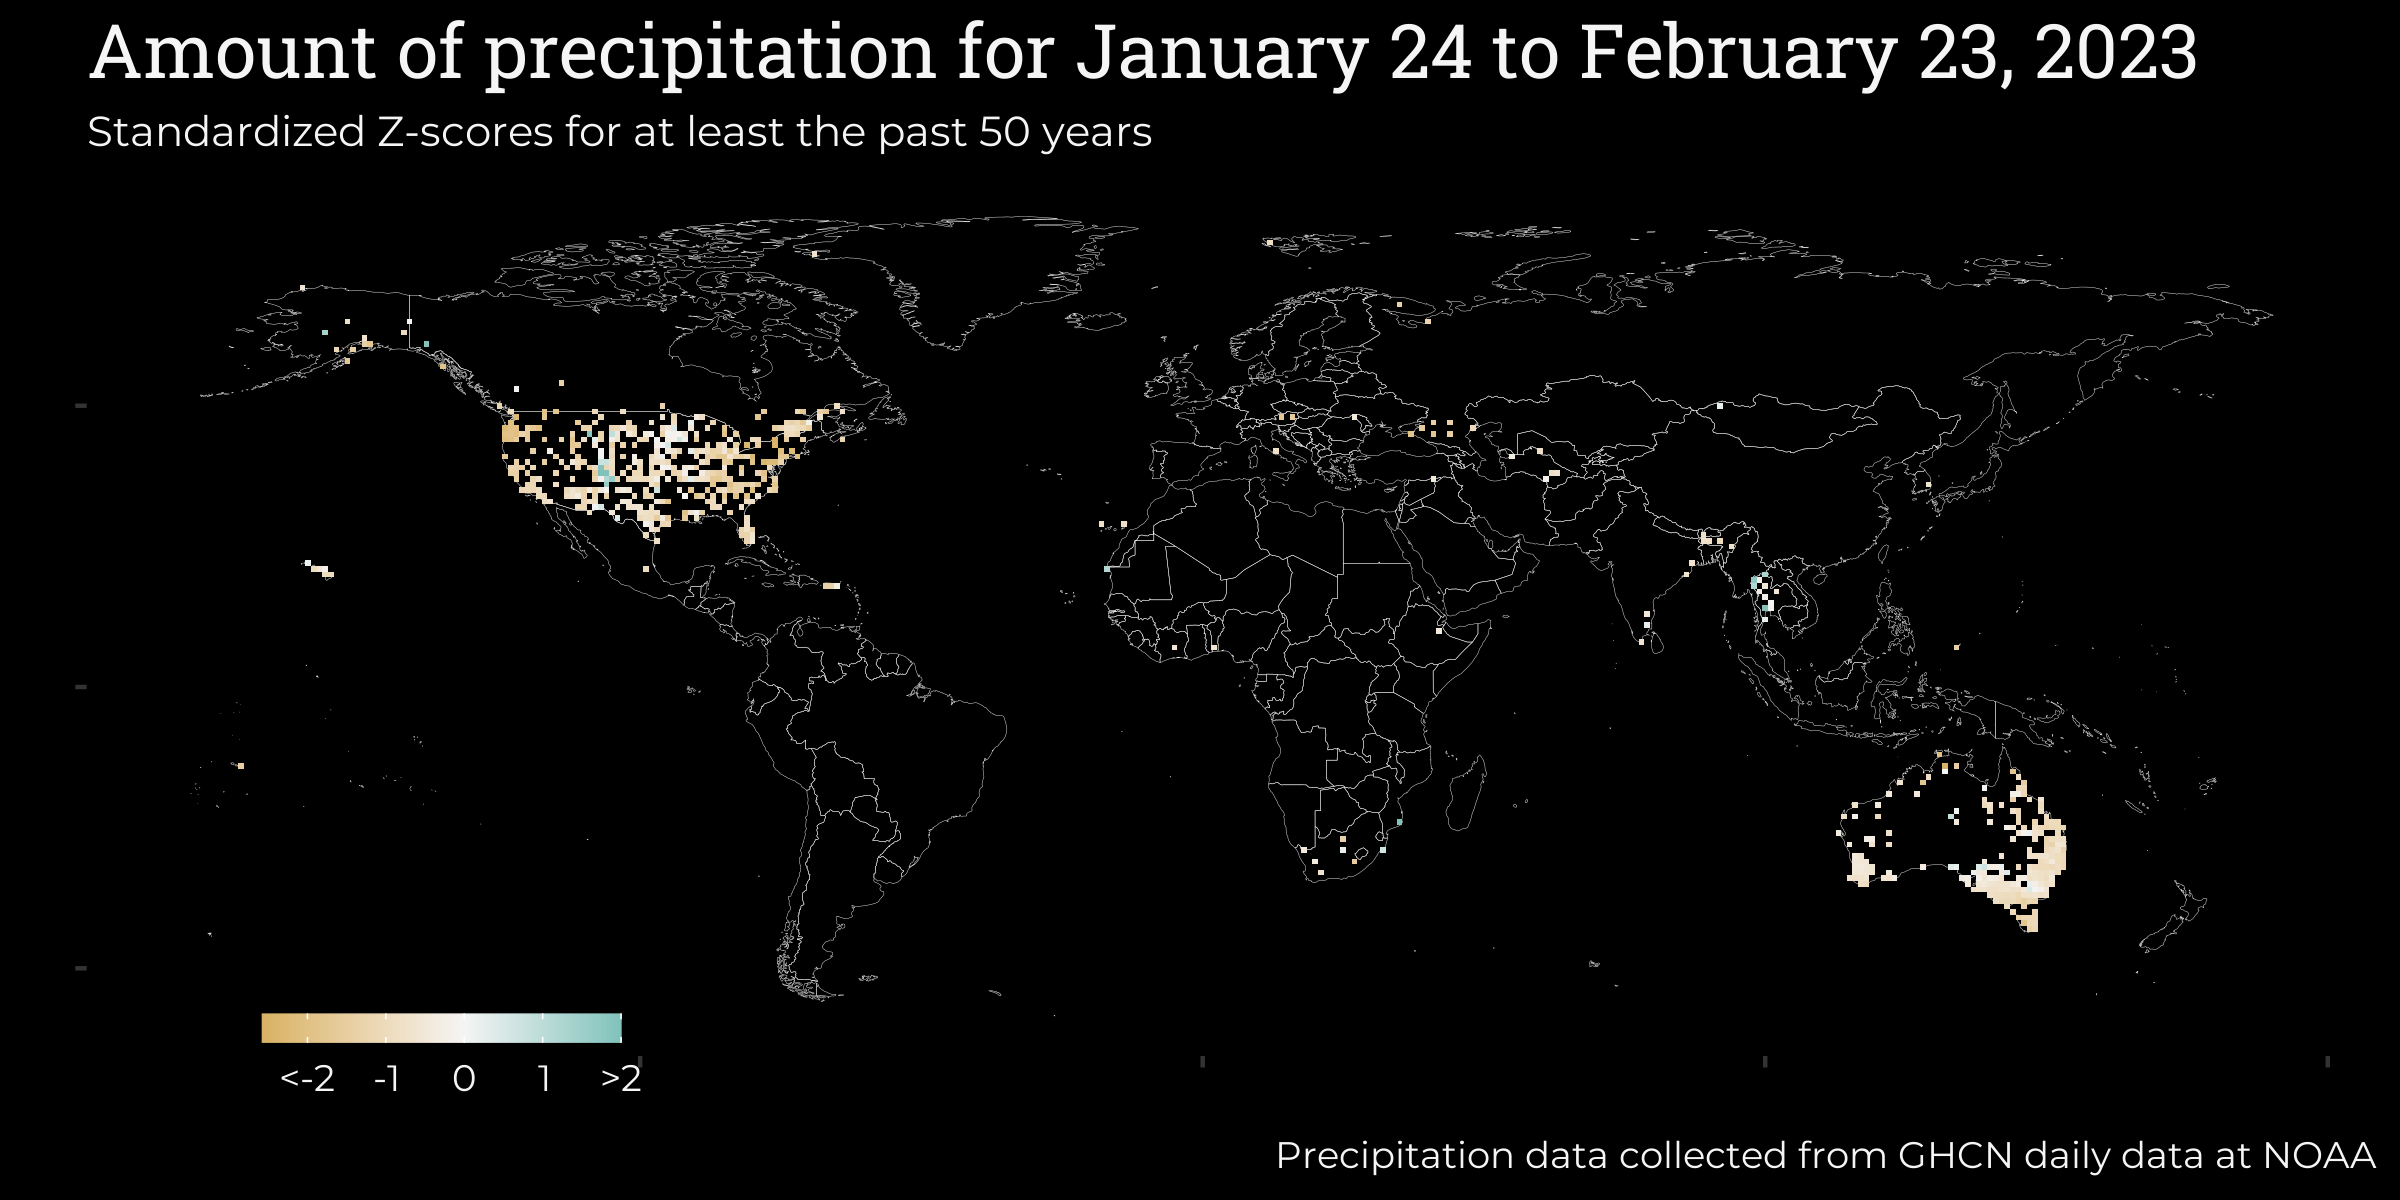 Amount of precipitation for January 24 to February 23, 2023
Standardized Z-scores for at least the past 50 years
<-2 -1 0 1 >2
Precipitation data collected from GHCN daily data at NOAA